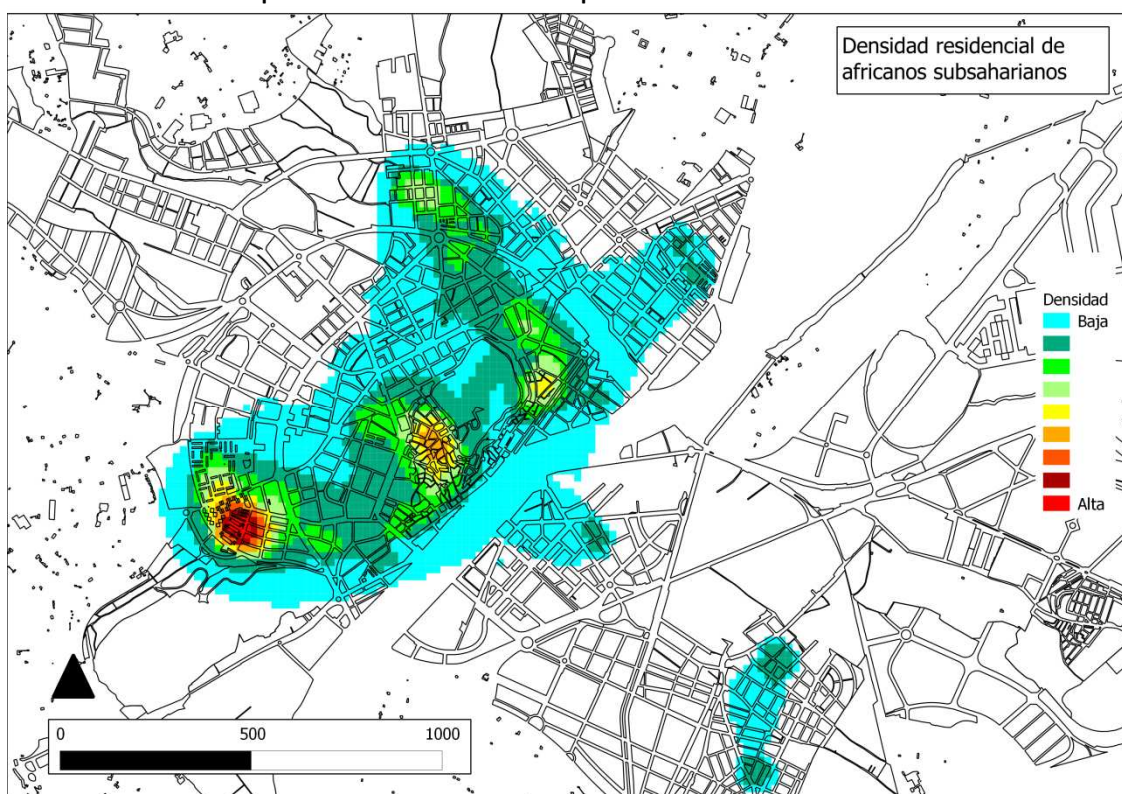 Densidad residencial de
africanos subsaharianos
Densidad
Baja
Alta
0 500 1000